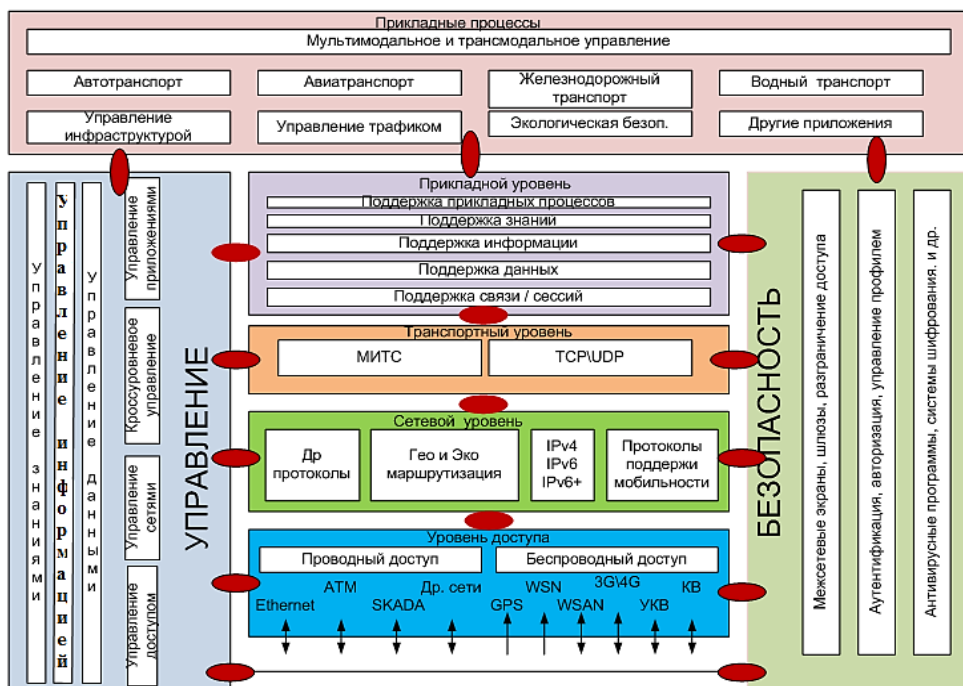 Прикладные процессы
Мультимодальное и трансмодальное управление
Автотранспорт
Авиатранспорт
Железнодорожный
транспорт
Водный транспорт
Управление
инфраструктурой
Управление трафиком
Экологическая безоп.
Другие приложения
Управление знаниями
Управление информацией
Управление данными
Управление
приложениями
Кроссуровневое
управление
Управление
сетями
Управление
доступом
УПРАВЛЕНИЕ
Прикладной уровень
Поддержка прикладных процессов
Поддержка знании
Поддержка информации
Поддержка данных
Поддержка связи / сессий
Транспортный уровень
МИТС
TCP\UDP
Сетевой уровень
Др
протоколы
Гео и Эко
маршрутизация
IPv4
IPv6
IPv6+
Протоколы
поддержи
мобильности
Уровень доступа
Проводный доступ
Беспроводный доступ
ATM
Др. сети
WSN
3G\4G
КВ
Ethernet
SKADA
GPS
WSAN
УКВ
БЕЗОПАСНОСТЬ
Межсетевые экраны, шлюзы, разграничение доступа
Аутентификация, авторизация, управление профилем
Антивирусные программы, системы шифрования. и др.